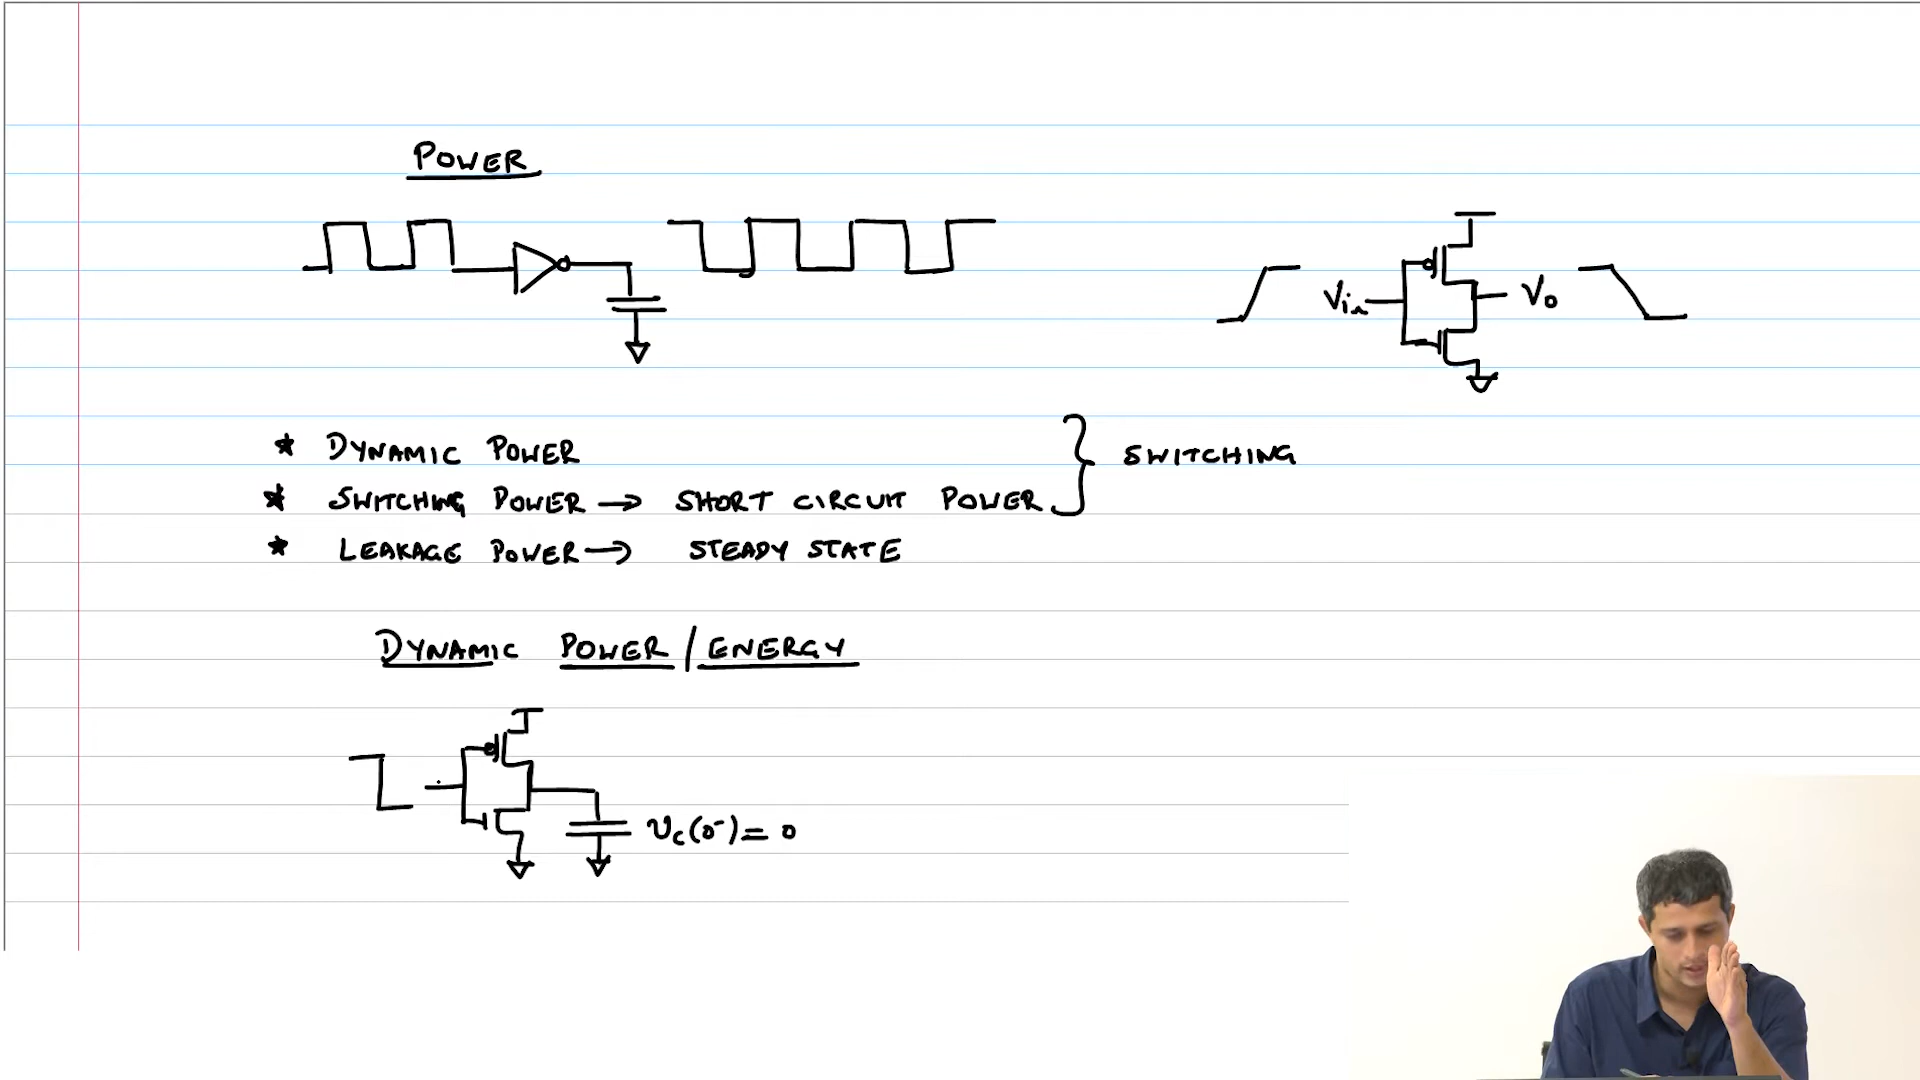 POWER
Vin
Vo
* DYNAMIC POWER
* SWITCHING POWER → SHORT CIRCUIT POWER } SWITCHING
* LEAKAGE POWER → STEADY STATE
DYNAMIC POWER / ENERGY
Vc(0⁻) = 0